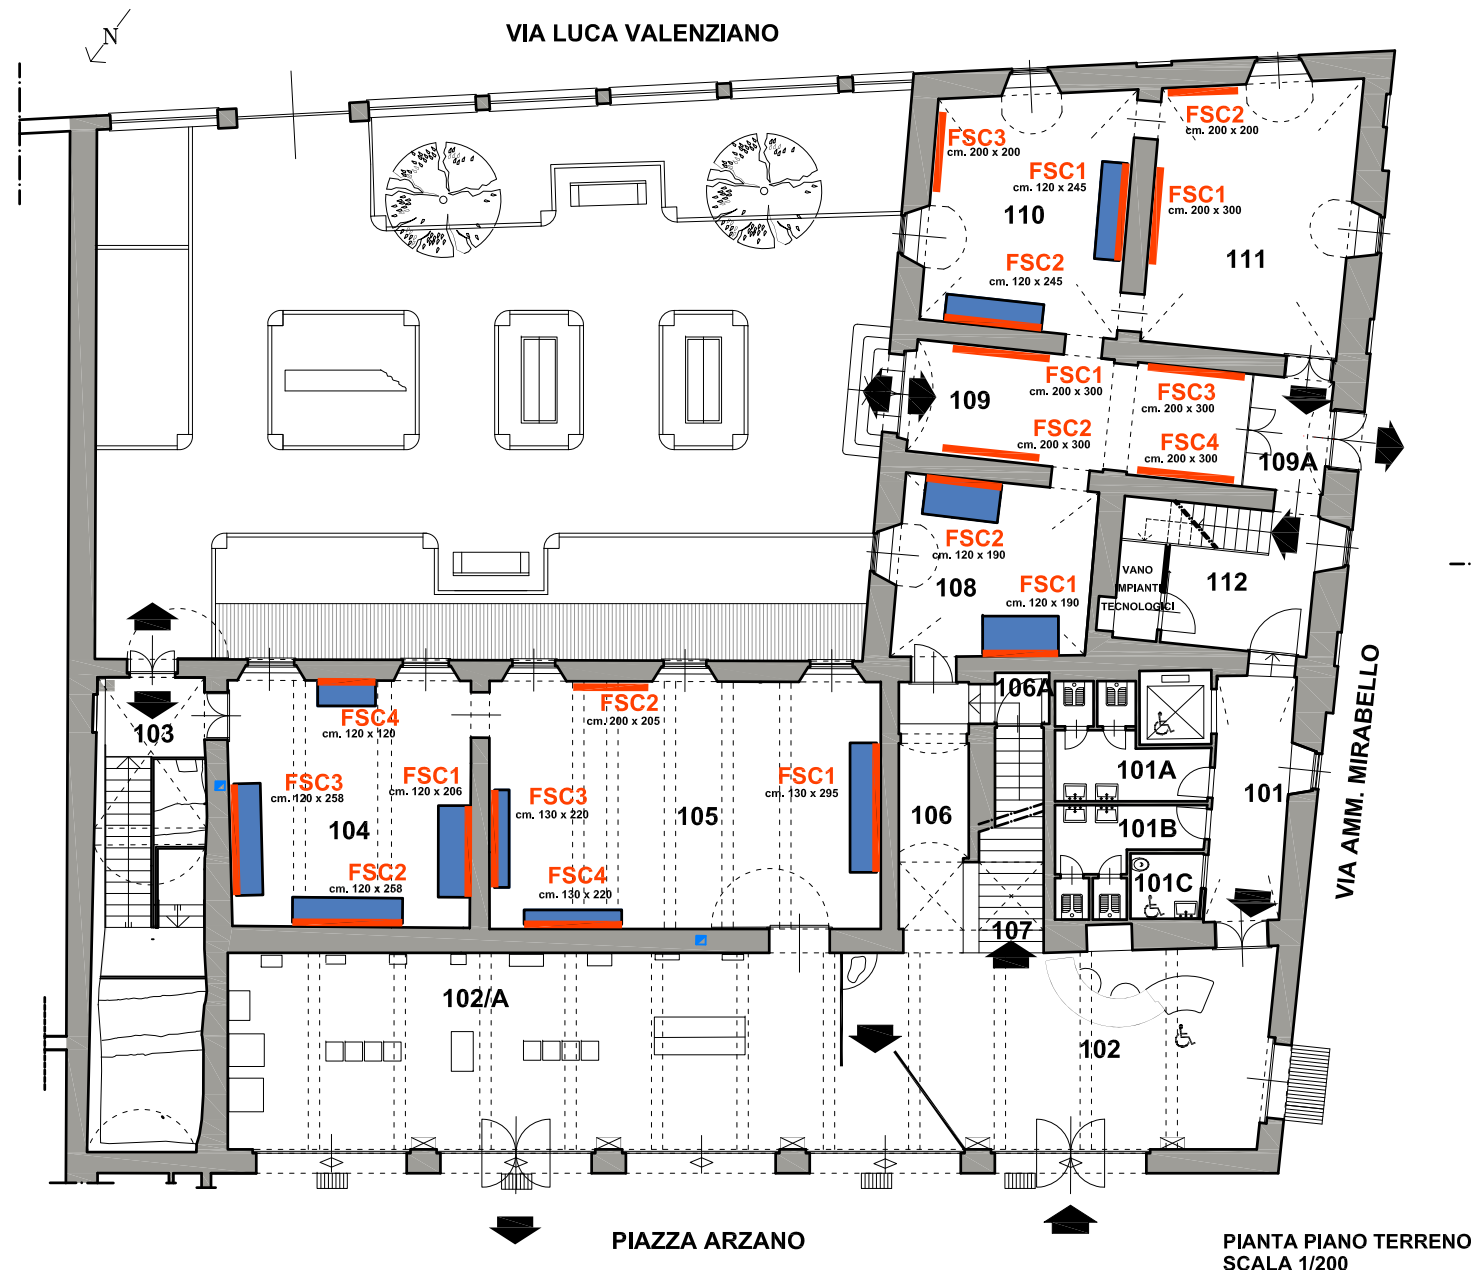 N
VIA LUCA VALENZIANO
FSC2
cm. 200 x 200
FSC3
cm. 200 x 200
FSC1
cm. 120 x 245
FSC1
cm. 200 x 300
110
111
FSC2
cm. 120 x 245
FSC1
cm. 200 x 300
FSC3
cm. 200 x 300
109
FSC2
cm. 200 x 300
FSC4
cm. 200 x 300
109A
FSC2
cm. 120 x 190
FSC1
cm. 120 x 190
108
VANO
IMPIANTI
TECNOLOGICI
112
VIA AMM. MIRABELLO
106A
103
FSC4
cm. 120 x 120
FSC2
cm. 200 x 205
FSC3
cm. 120 x 258
FSC1
cm. 120 x 206
FSC3
cm. 130 x 220
FSC1
cm. 130 x 295
101A
101
104
105
106
101B
FSC2
cm. 120 x 258
FSC4
cm. 130 x 220
101C
107
102/A
102
PIAZZA ARZANO
PIANTA PIANO TERRENO
SCALA 1/200